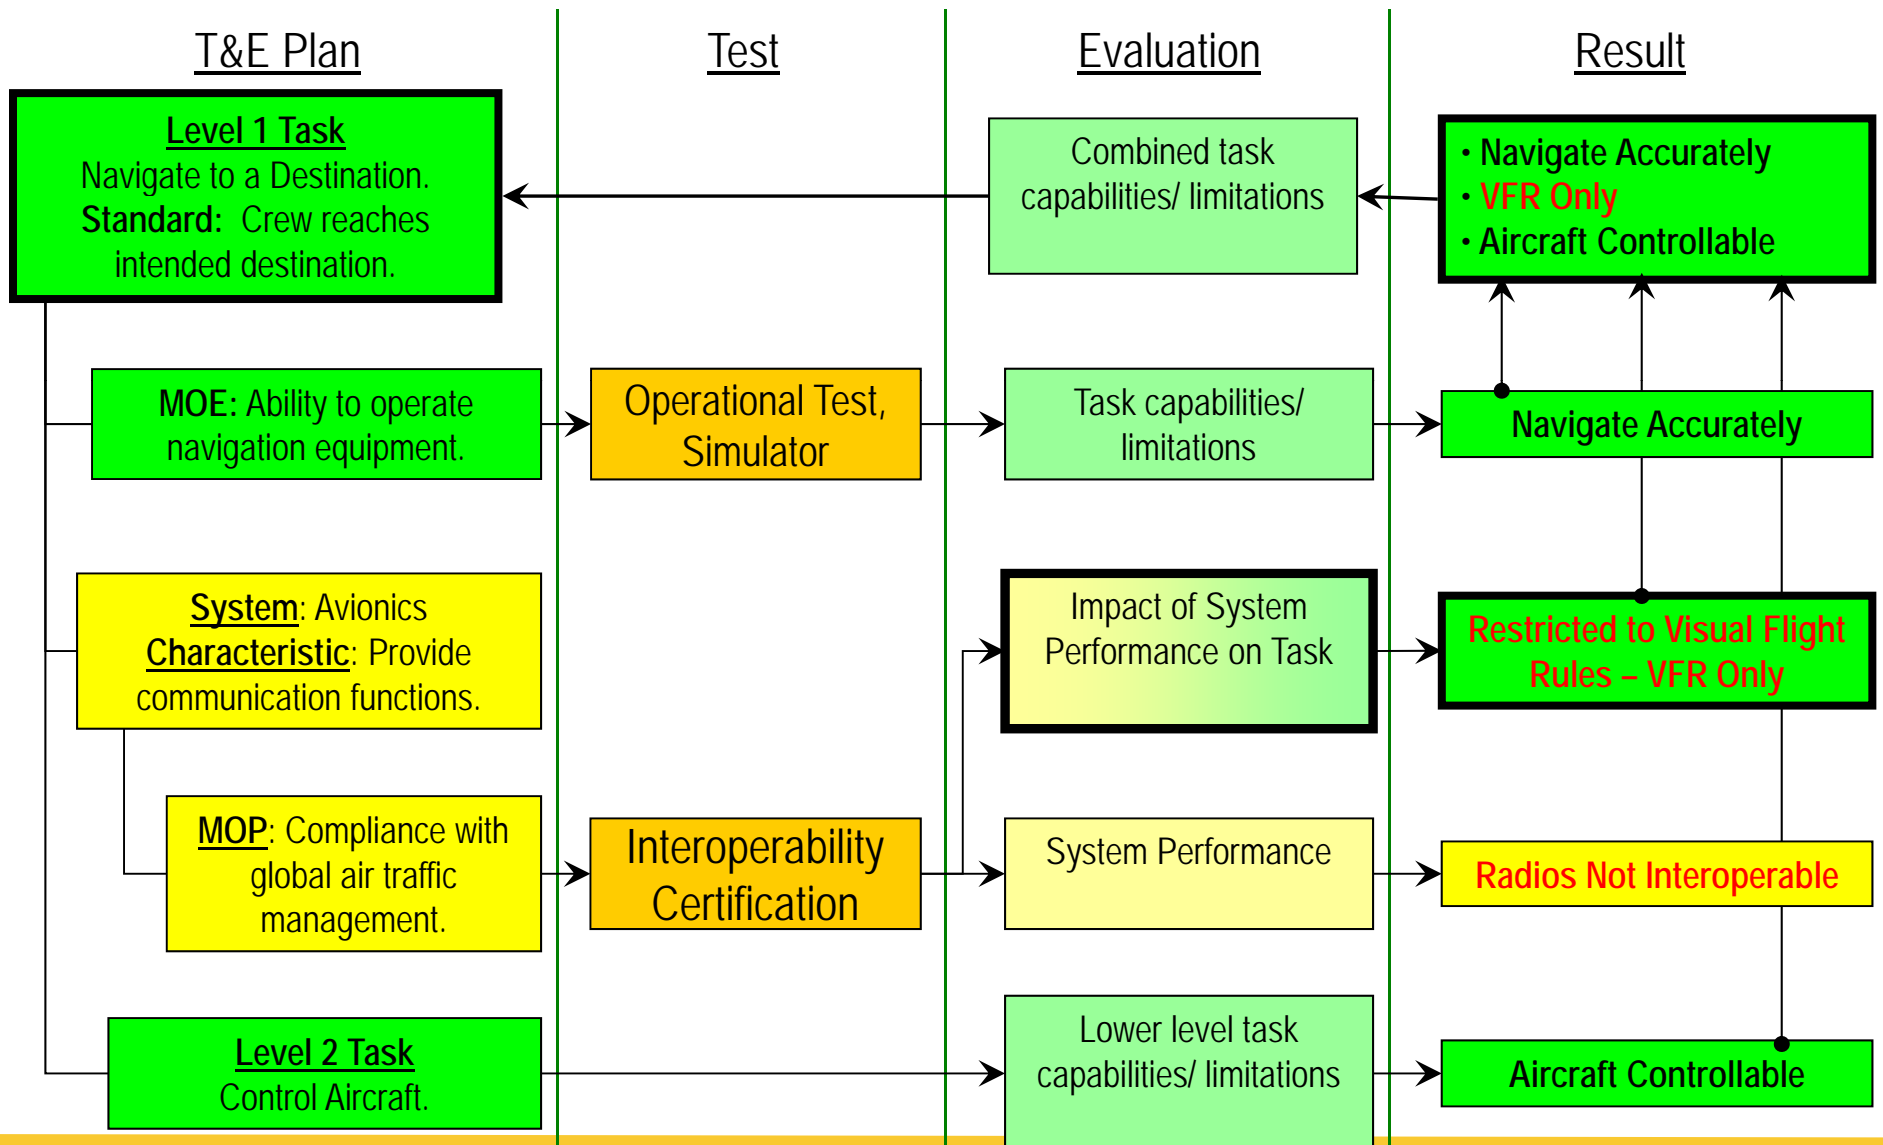 T&E Plan
Test
Evaluation
Result
Level 1 Task
Navigate to a Destination.
Standard: Crew reaches
intended destination.
Combined task
capabilities/ limitations
• Navigate Accurately
• VFR Only
• Aircraft Controllable
MOE: Ability to operate
navigation equipment.
Operational Test,
Simulator
Task capabilities/
limitations
Navigate Accurately
System: Avionics
Characteristic: Provide
communication functions.
Impact of System
Performance on Task
Restricted to Visual Flight
Rules – VFR Only
MOP: Compliance with
global air traffic
management.
Interoperability
Certification
System Performance
Radios Not Interoperable
Level 2 Task
Control Aircraft.
Lower level task
capabilities/ limitations
Aircraft Controllable